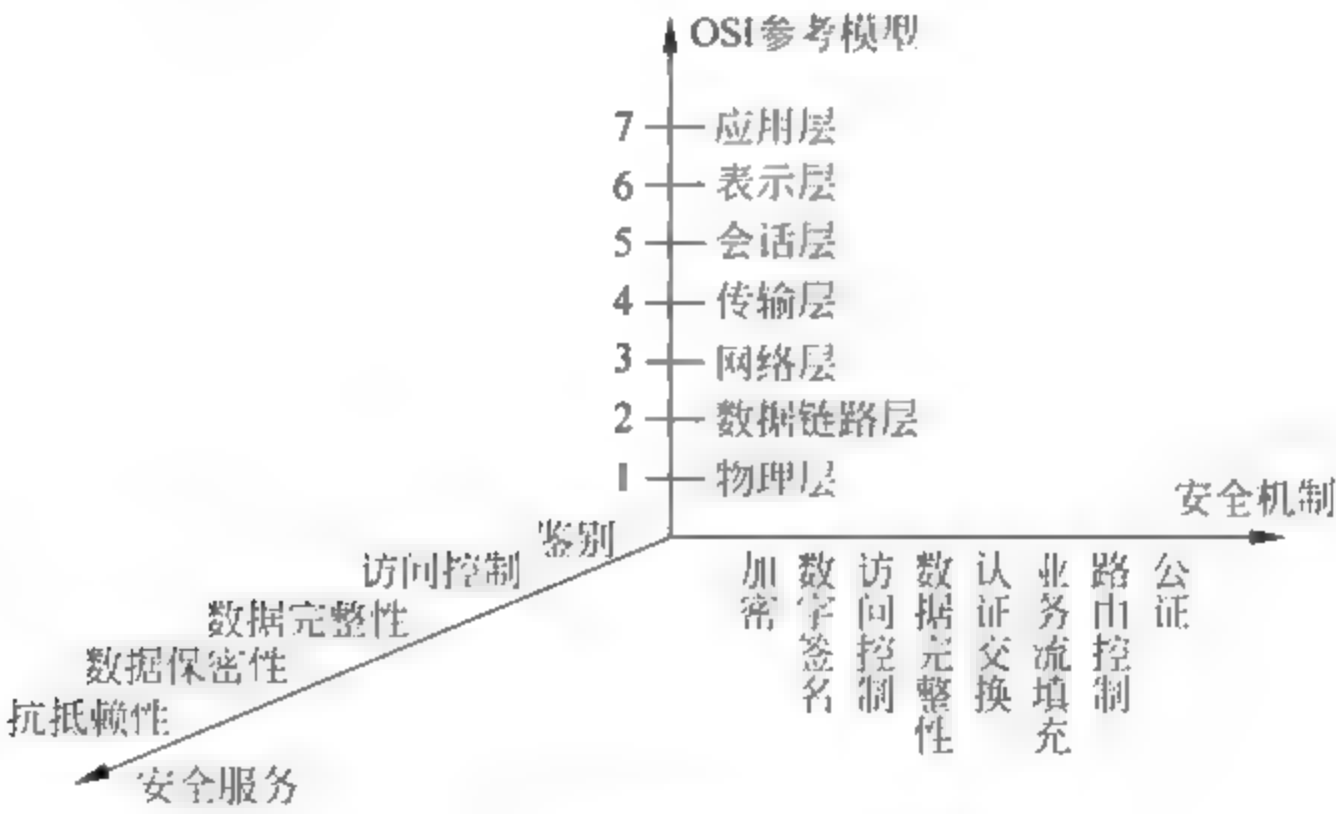 OSI参考模型
7 应用层
6 表示层
5 会话层
4 传输层
3 网络层
2 数据链路层
1 物理层
安全机制
加密
数字签名
访问控制
数据完整性
认证交换
业务流填充
路由控制
公证
鉴别
访问控制
数据完整性
数据保密性
抗抵赖性
安全服务